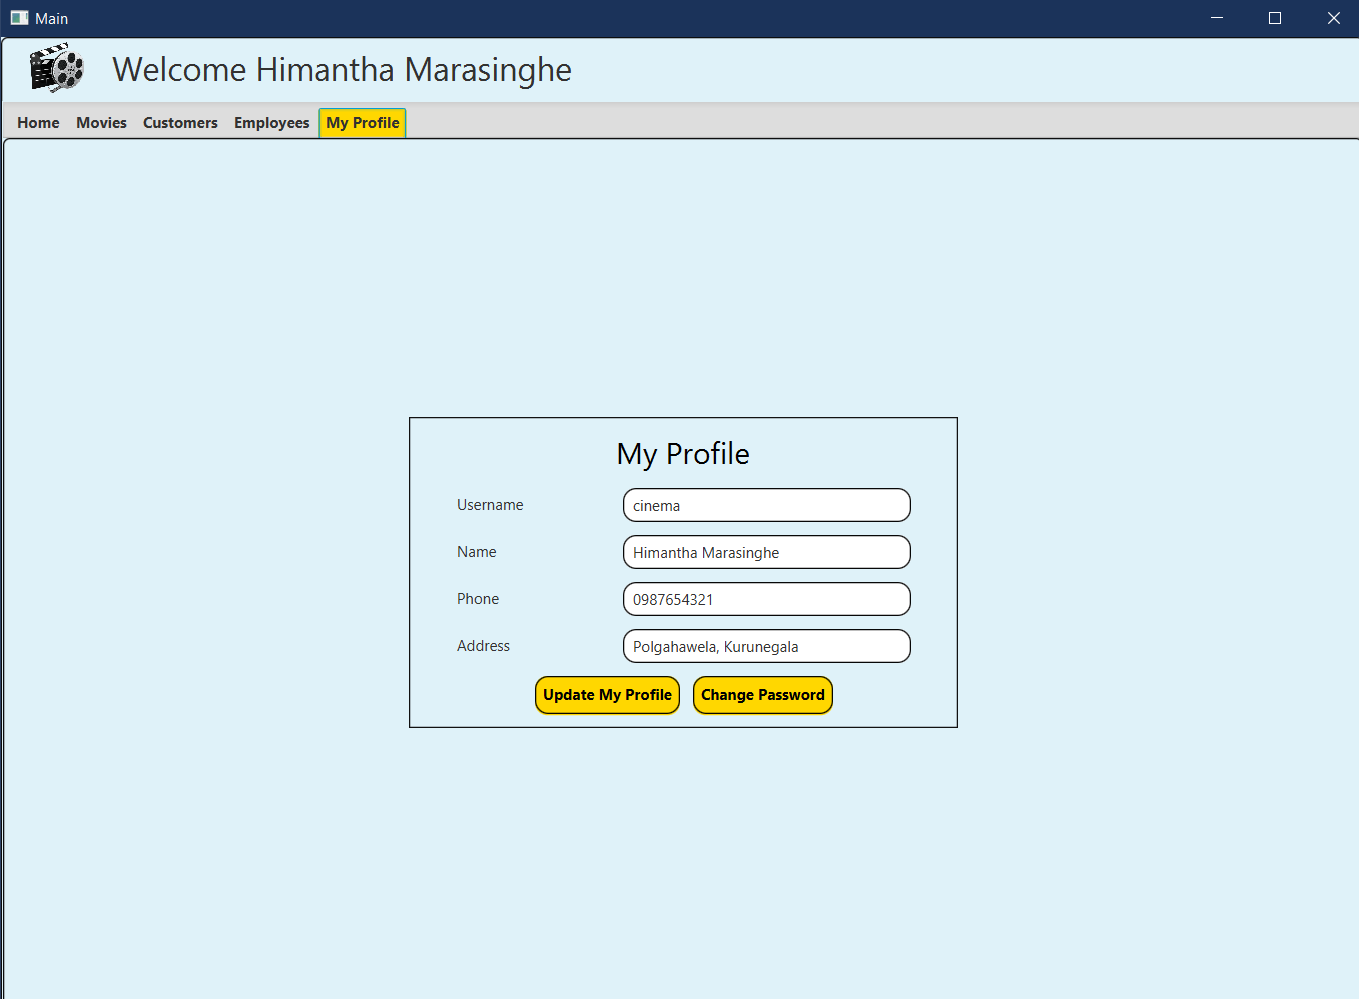 Main
Welcome Himantha Marasinghe
Home Movies Customers Employees My Profile
My Profile
Username cinema
Name Himantha Marasinghe
Phone 0987654321
Address Polgahawela, Kurunegala
Update My Profile Change Password